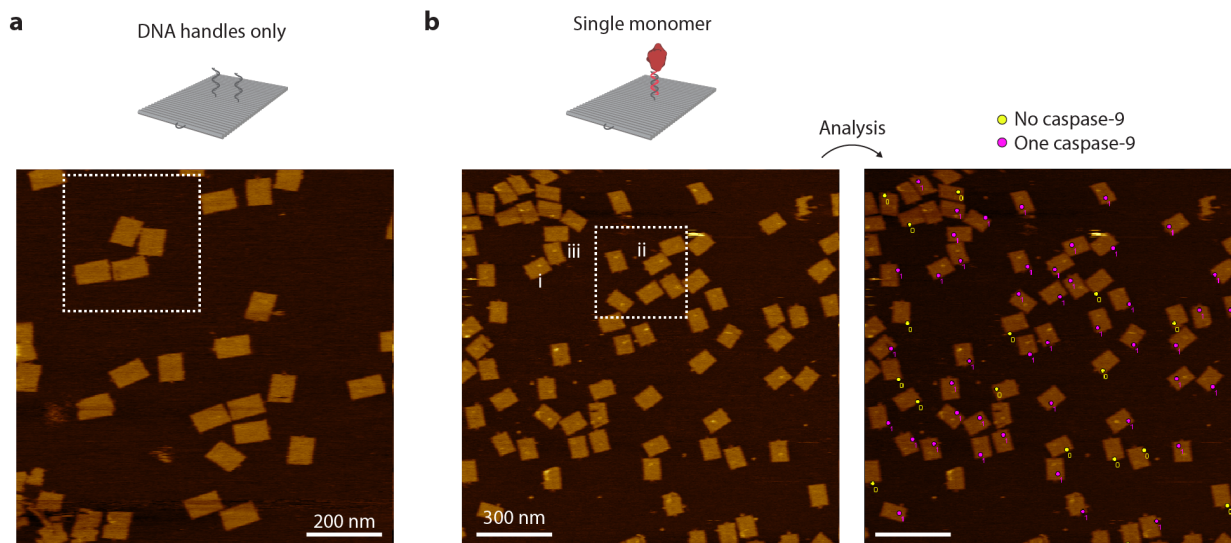 a
DNA handles only
200 nm
b
Single monomer
iii
ii
i
300 nm
Analysis
No caspase-9
One caspase-9